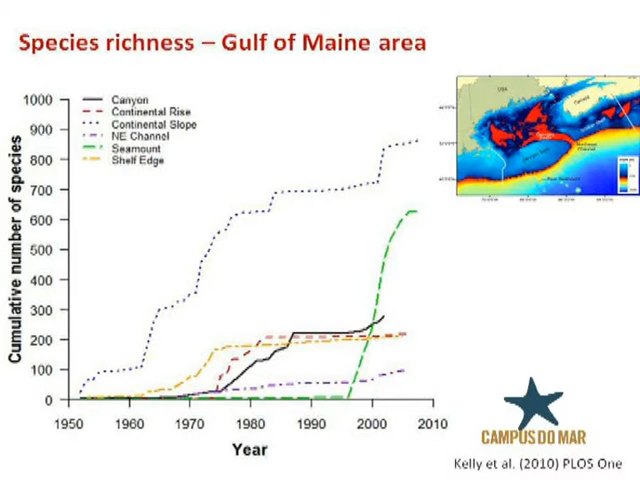 Species richness – Gulf of Maine area
Cumulative number of species
1000
900
800
700
600
500
400
300
200
100
0
Canyon
Continental Rise
Continental Slope
NE Channel
Seamount
Shelf Edge
1950
1960
1970
1980
1990
2000
2010
Year
USA
CAMPUS DO MAR
Kelly et al. (2010) PLOS One